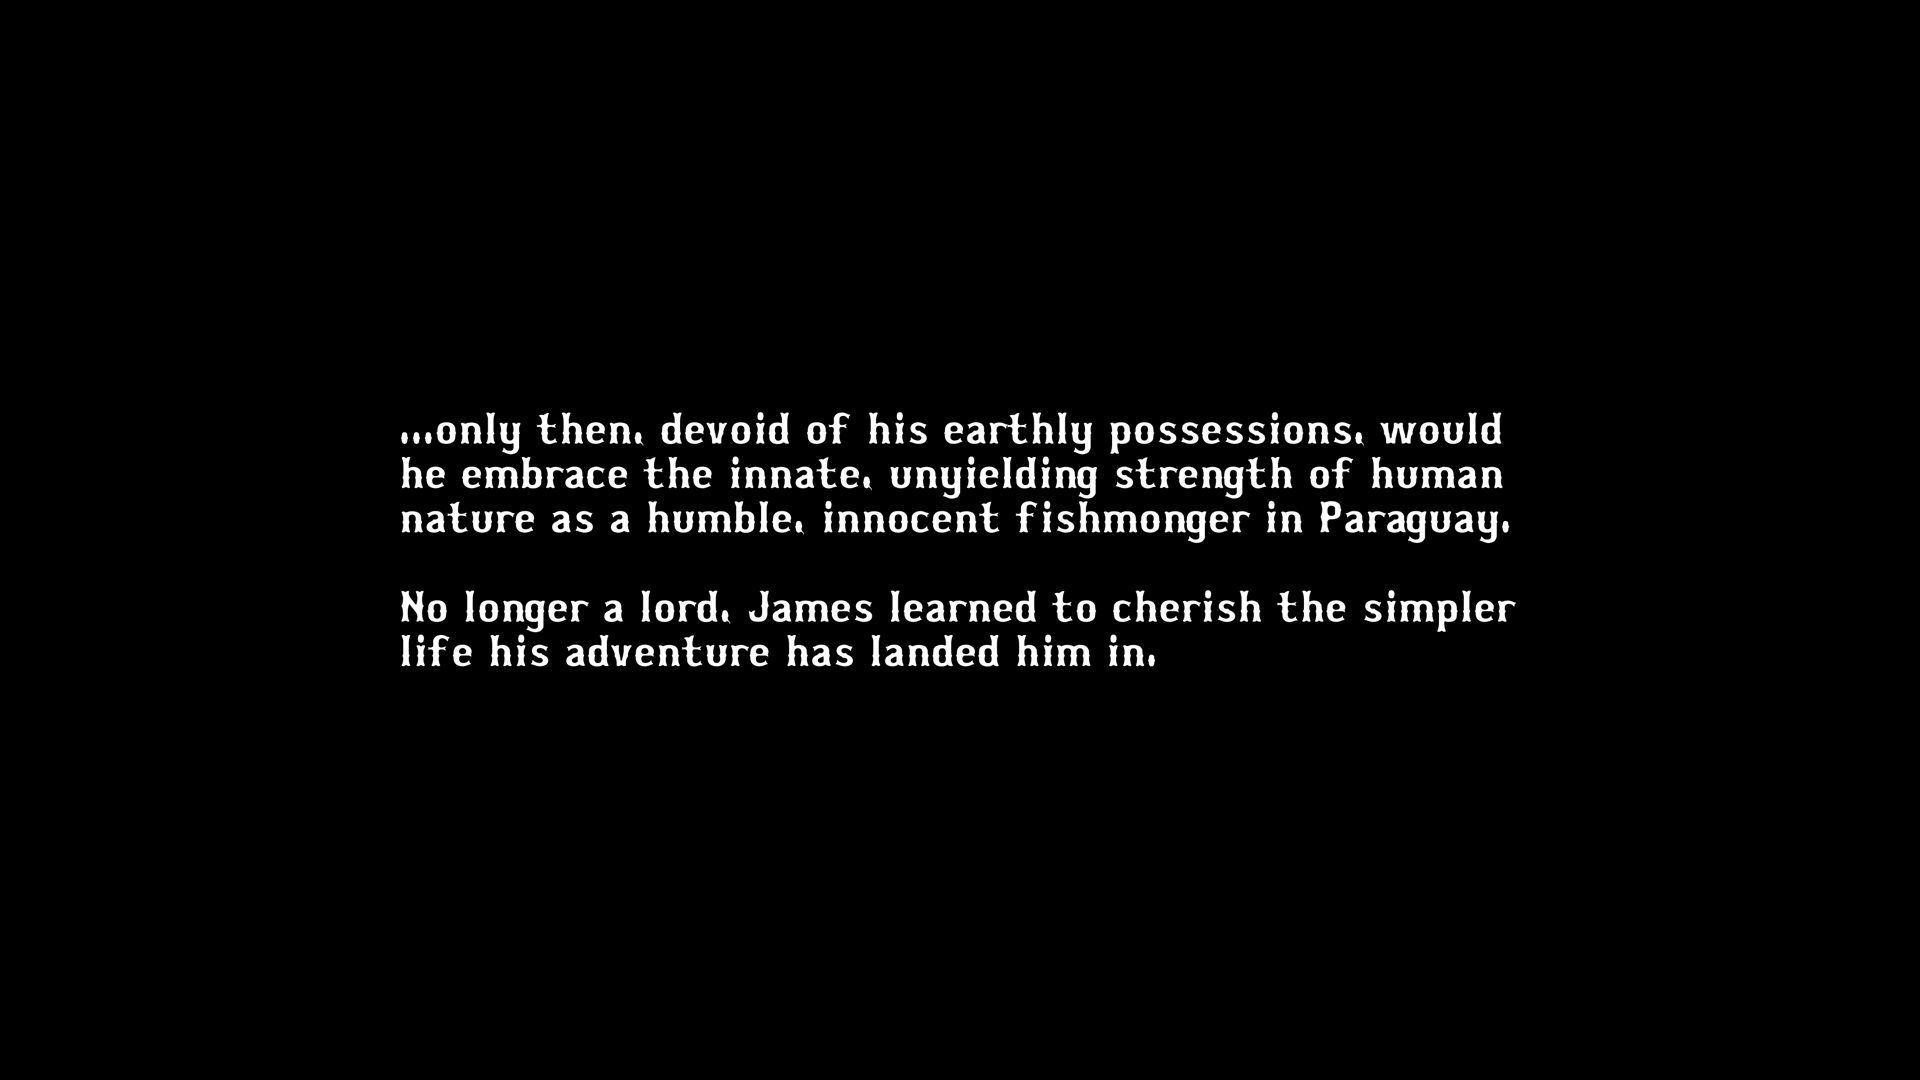 ...only then, devoid of his earthly possessions, would
he embrace the innate, unyielding strength of human
nature as a humble, innocent fishmonger in Paraguay.
No longer a lord, James learned to cherish the simpler
life his adventure has landed him in.